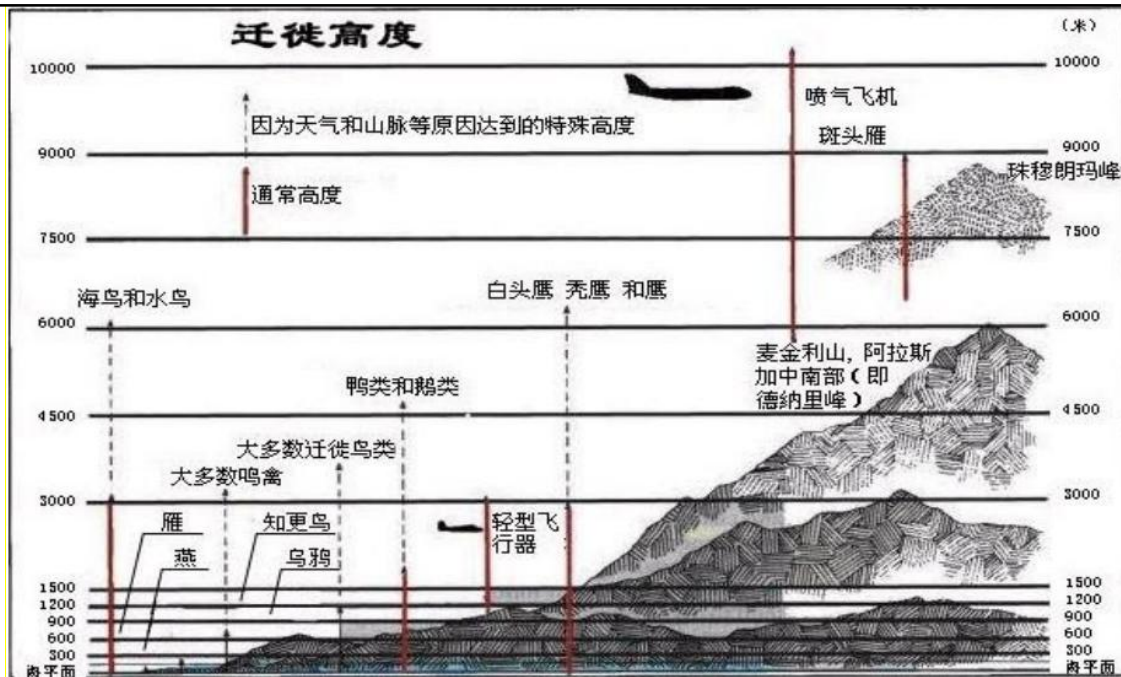 迁徙高度
(米)
10000
10000
喷气飞机
因为天气和山脉等原因达到的特殊高度
斑头雁
9000
9000
珠穆朗玛峰
通常高度
7500
7500
海鸟和水鸟
白头鹰 秃鹰 和鹰
6000
6000
麦金利山,阿拉斯
加中南部(即
德纳里峰)
鸭类和鹅类
4500
4500
大多数迁徙鸟类
大多数鸣禽
3000
3000
雁
知更鸟
轻型飞
行器
燕
乌鸦
1500
1500
1200
1200
900
900
600
600
300
300
海平面
海平面